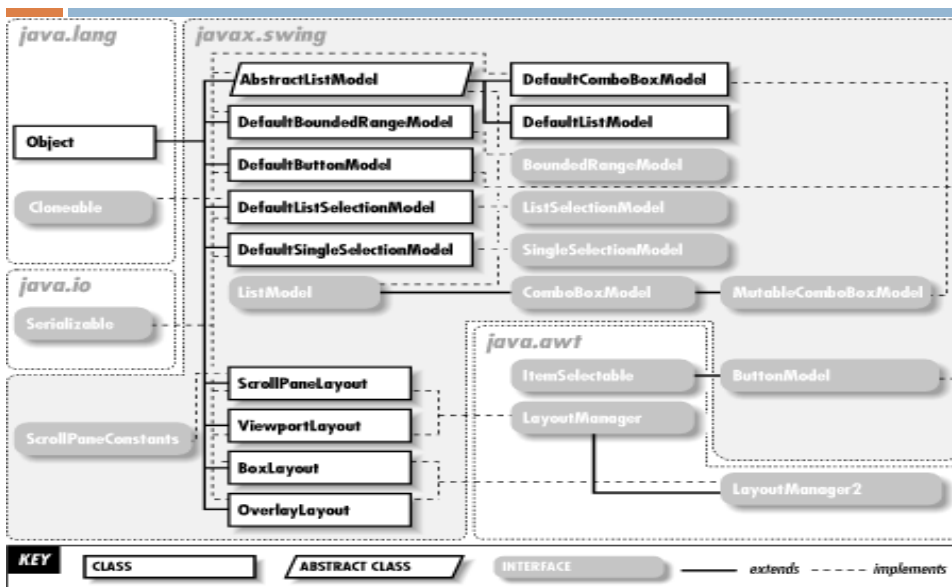 java.lang
javax.swing
AbstractListModel
DefaultComboBoxModel
DefaultBoundedRangeModel
DefaultListModel
Object
DefaultButtonModel
BoundedRangeModel
Cloneable
DefaultListSelectionModel
ListSelectionModel
DefaultSingleSelectionModel
SingleSelectionModel
java.io
ListModel
ComboBoxModel
MutableComboBoxModel
Serializable
java.awt
ScrollPaneLayout
ItemSelectable
ButtonModel
ScrollPaneConstants
ViewportLayout
LayoutManager
BoxLayout
LayoutManager2
OverlayLayout
KEY
CLASS
ABSTRACT CLASS
INTERFACE
extends
implements